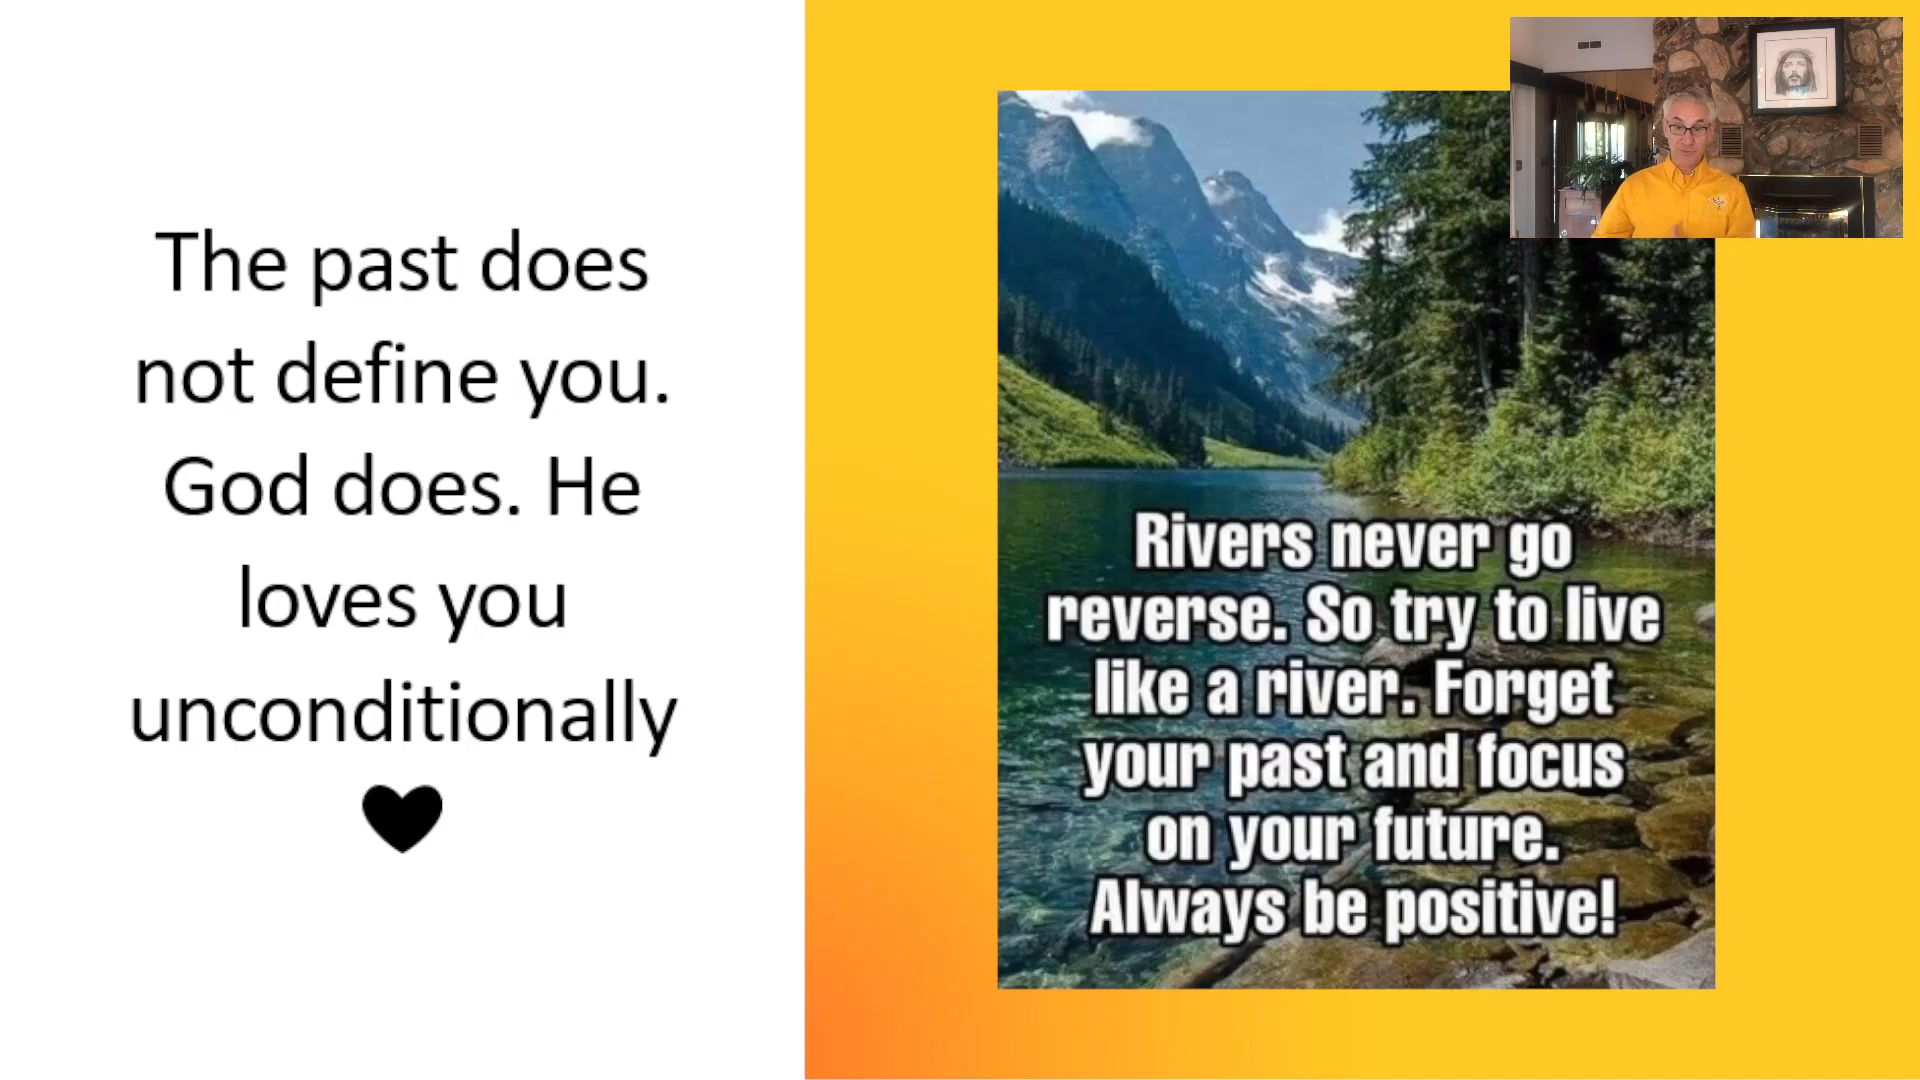 The past does
not define you.
God does. He
loves you
unconditionally
Rivers never go
reverse. So try to live
like a river. Forget
your past and focus
on your future.
Always be positive!